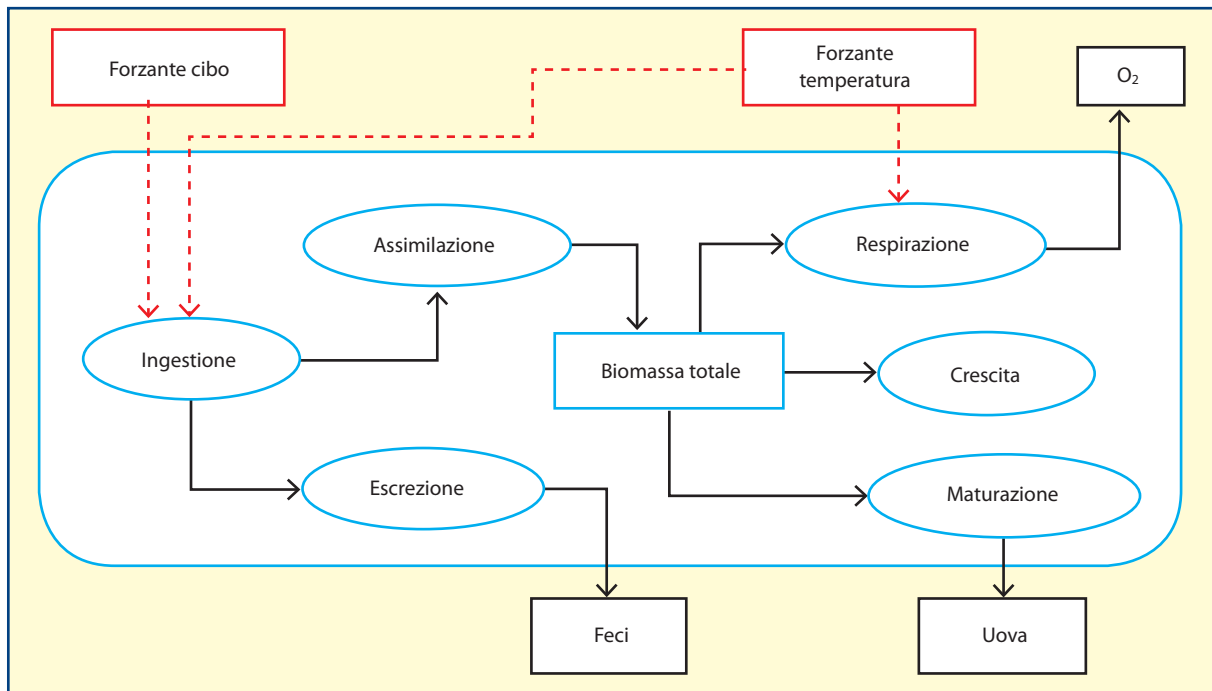 Forzante cibo
Forzante
temperatura
O₂
Assimilazione
Respirazione
Ingestione
Biomassa totale
Crescita
Escrezione
Maturazione
Feci
Uova